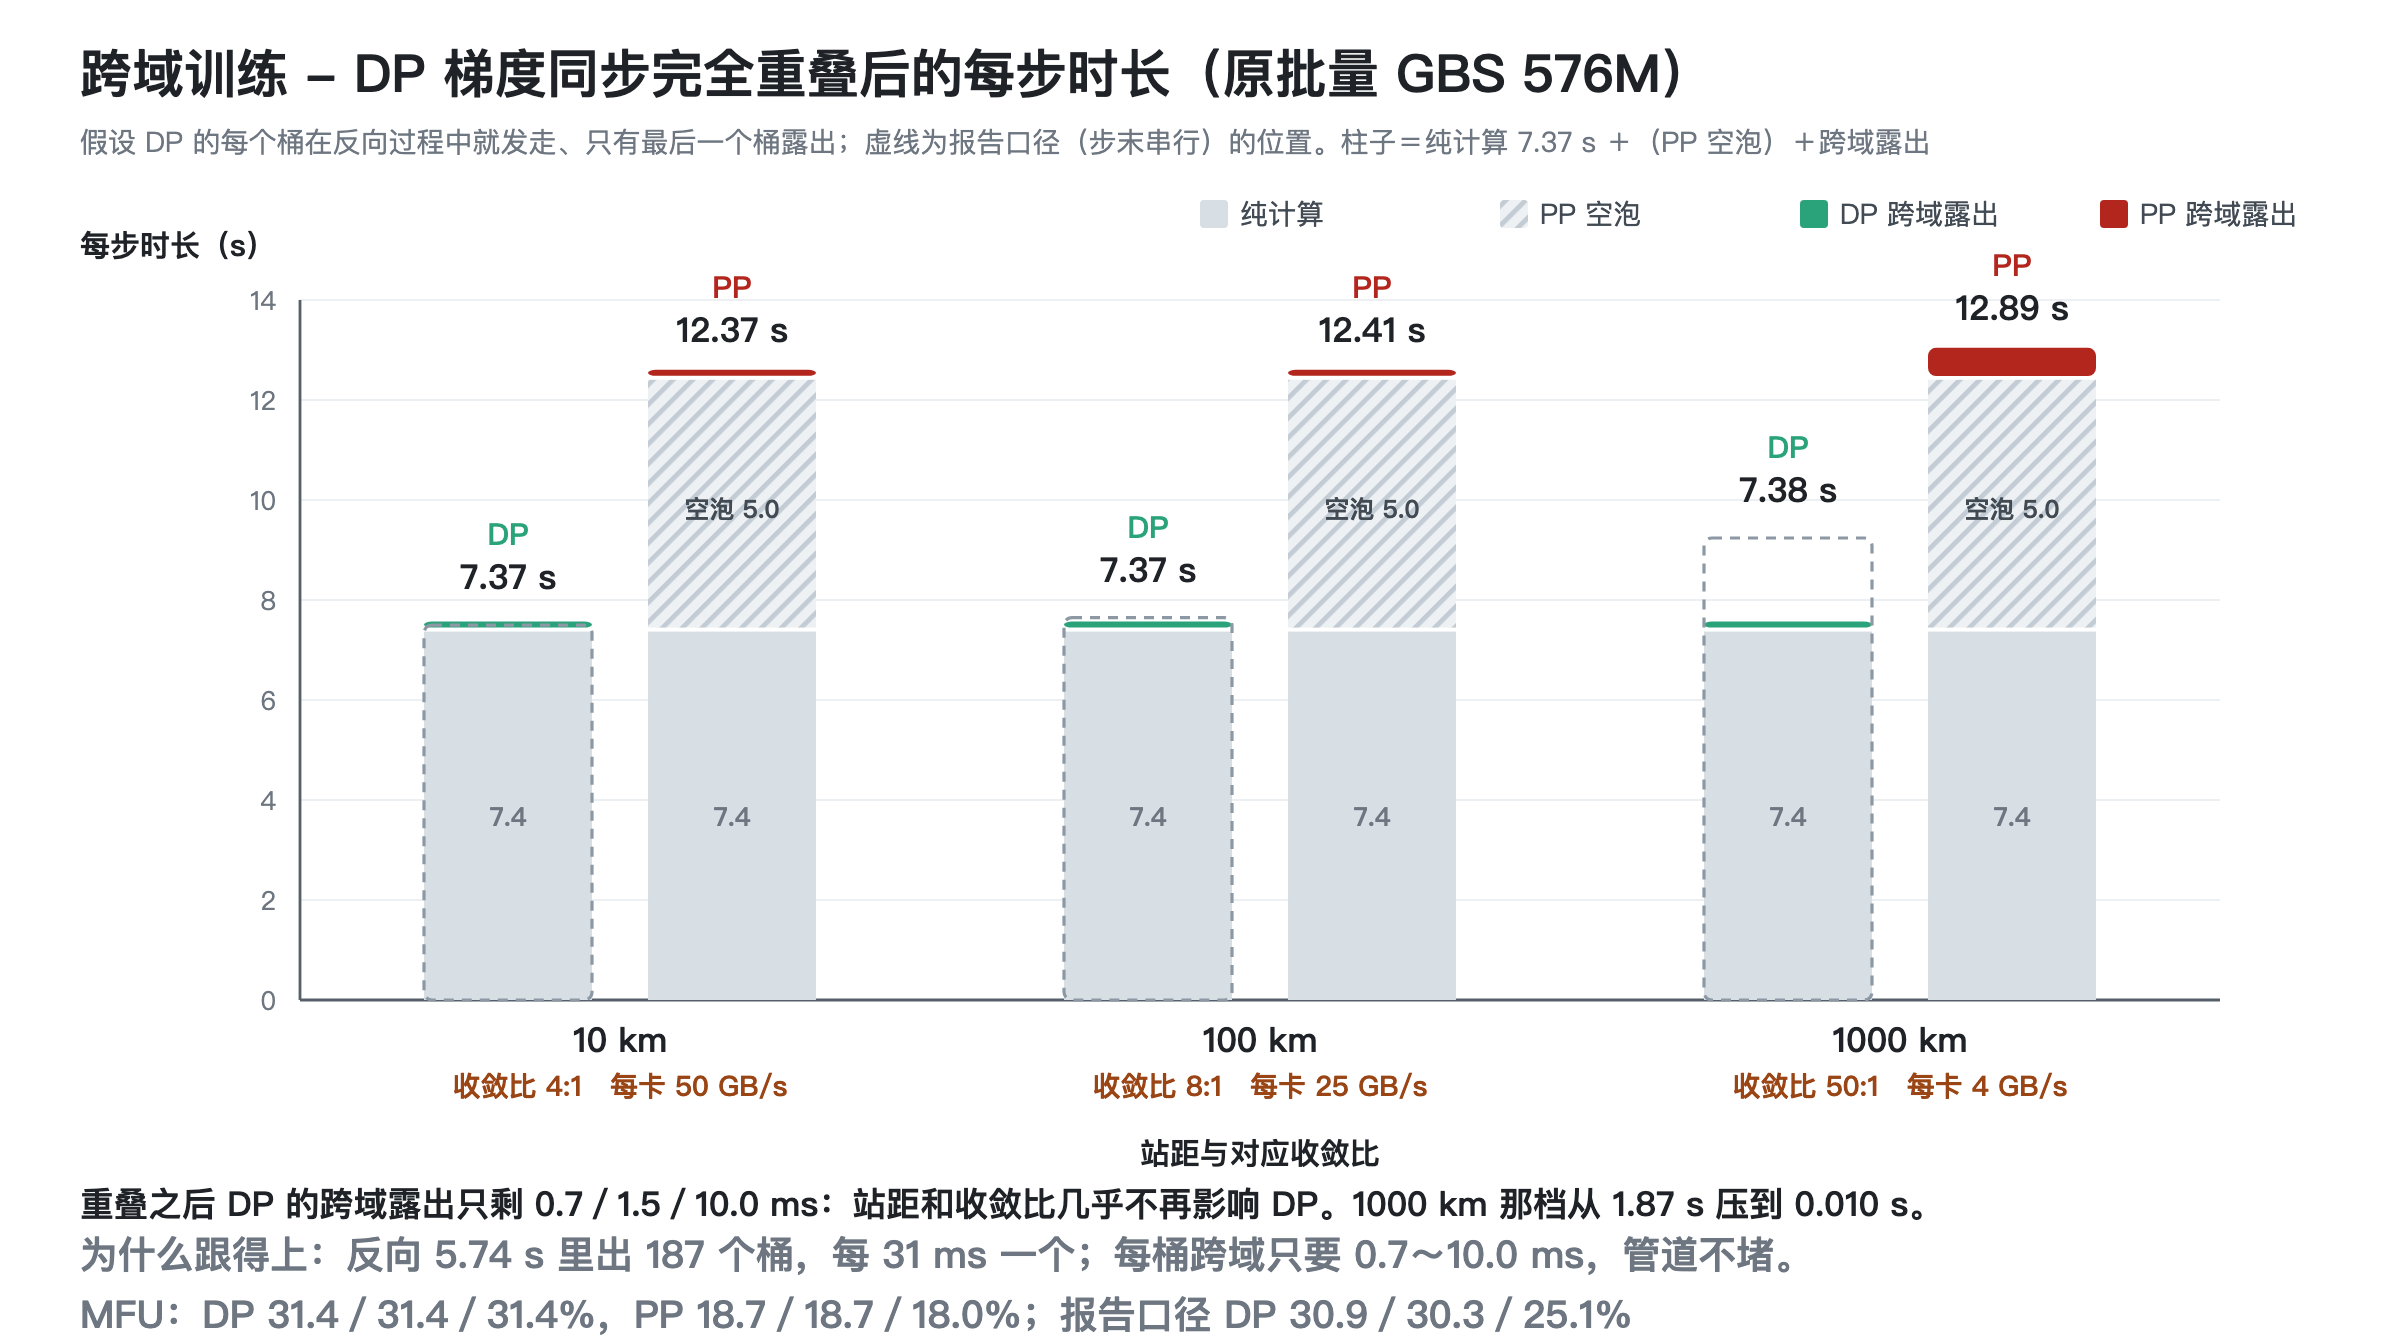 跨域训练 – DP 梯度同步完全重叠后的每步时长（原批量 GBS 576M）
假设 DP 的每个桶在反向过程中就发走、只有最后一个桶露出；虚线为报告口径（步末串行）的位置。柱子＝纯计算 7.37 s ＋（PP 空泡）＋跨域露出
纯计算 PP 空泡 DP 跨域露出 PP 跨域露出
每步时长（s）
14
12
10
8
6
4
2
0
DP
7.37 s
7.4
PP
12.37 s
空泡 5.0
7.4
DP
7.37 s
7.4
PP
12.41 s
空泡 5.0
7.4
DP
7.38 s
7.4
PP
12.89 s
空泡 5.0
7.4
10 km
收敛比 4:1 每卡 50 GB/s
100 km
收敛比 8:1 每卡 25 GB/s
1000 km
收敛比 50:1 每卡 4 GB/s
站距与对应收敛比
重叠之后 DP 的跨域露出只剩 0.7 / 1.5 / 10.0 ms：站距和收敛比几乎不再影响 DP。1000 km 那档从 1.87 s 压到 0.010 s。
为什么跟得上：反向 5.74 s 里出 187 个桶，每 31 ms 一个；每桶跨域只要 0.7～10.0 ms，管道不堵。
MFU：DP 31.4 / 31.4 / 31.4%，PP 18.7 / 18.7 / 18.0%；报告口径 DP 30.9 / 30.3 / 25.1%